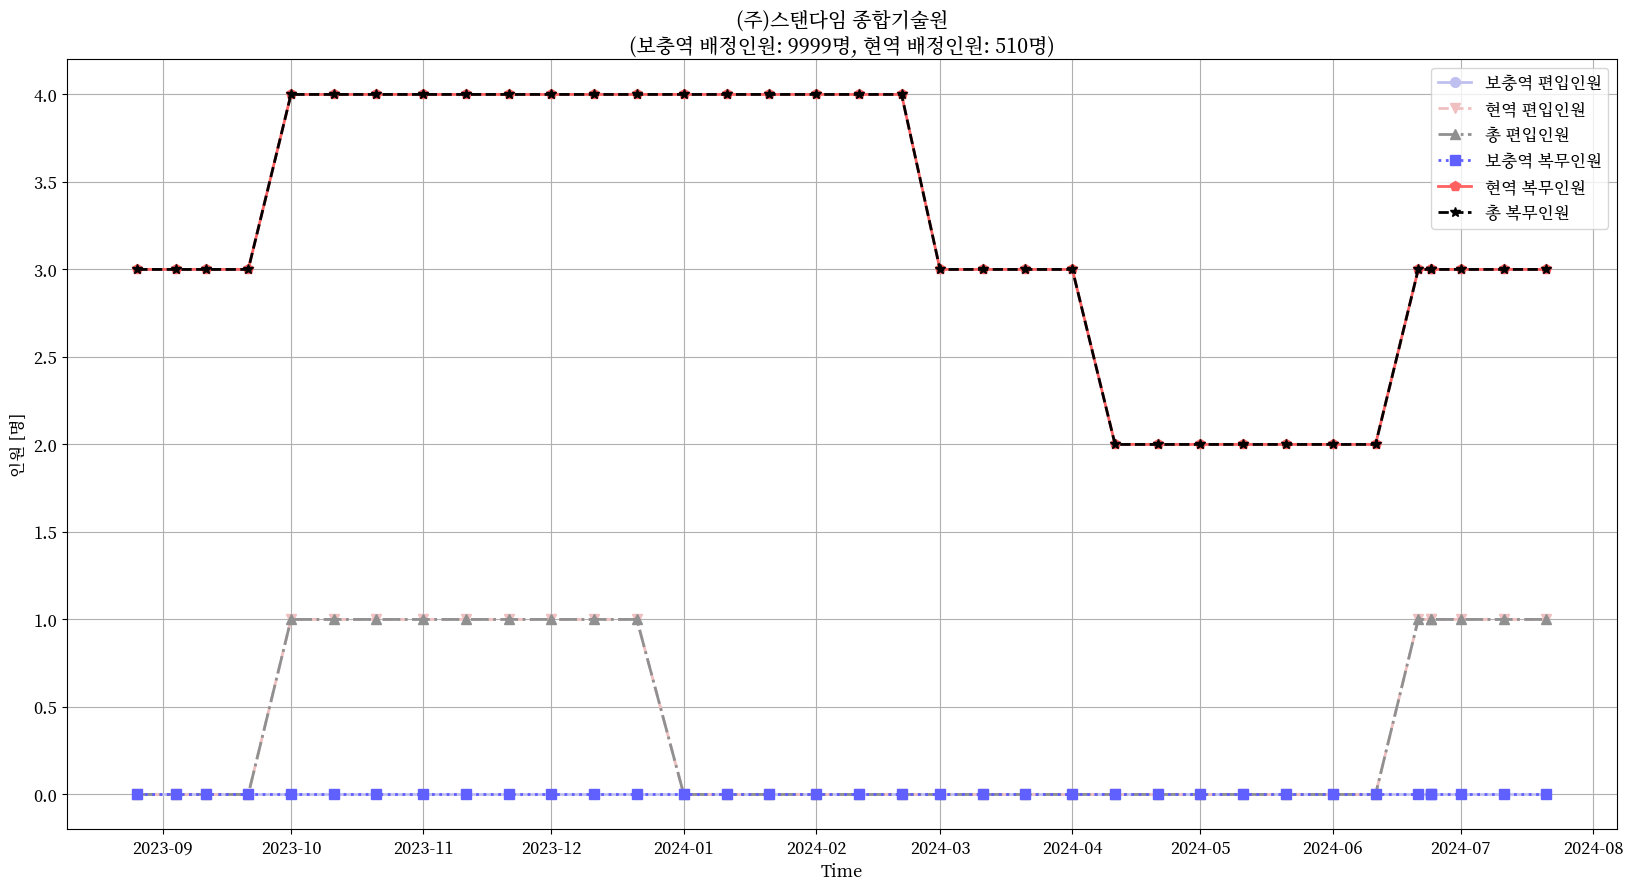 (주)스탠다임 종합기술원
(보충역 배정인원: 9999명, 현역 배정인원: 510명)
보충역 편입인원
현역 편입인원
총 편입인원
보충역 복무인원
현역 복무인원
총 복무인원
인원 [명]
4.0
3.5
3.0
2.5
2.0
1.5
1.0
0.5
0.0
2023-09 2023-10 2023-11 2023-12 2024-01 2024-02 2024-03 2024-04 2024-05 2024-06 2024-07 2024-08
Time